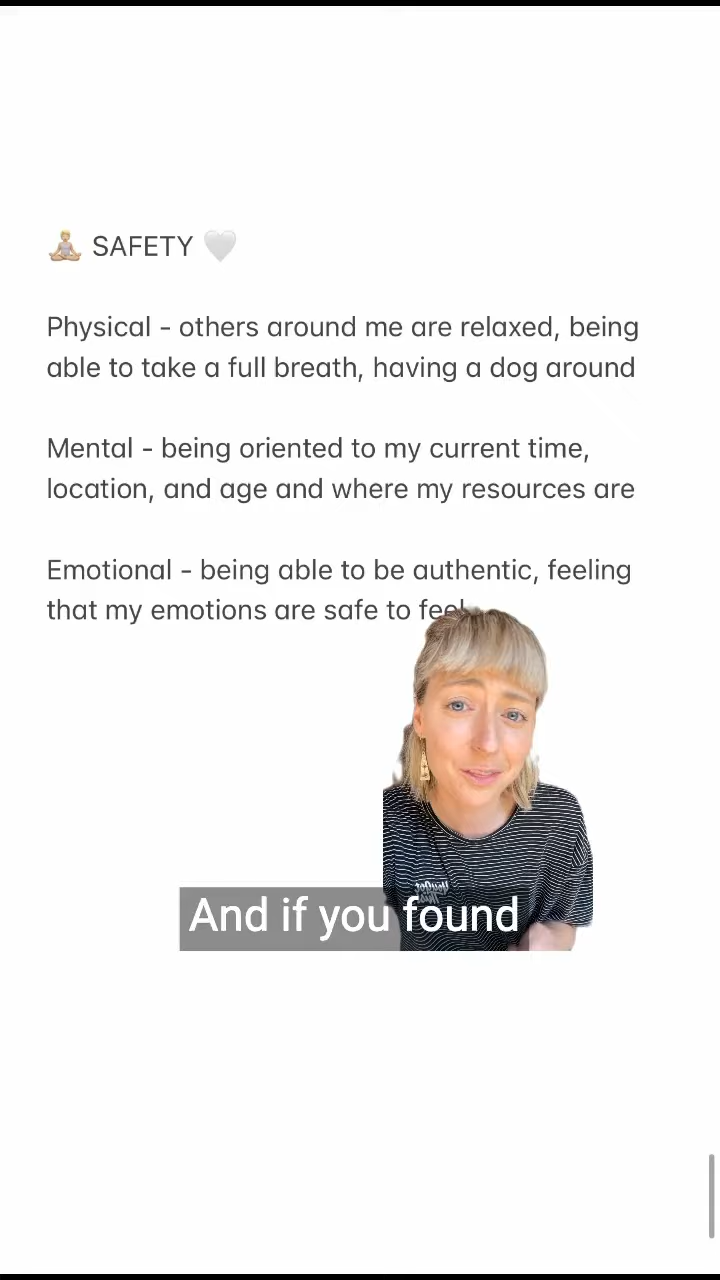 🧘🏼 SAFETY 🤍
Physical - others around me are relaxed, being
able to take a full breath, having a dog around
Mental - being oriented to my current time,
location, and age and where my resources are
Emotional - being able to be authentic, feeling
that my emotions are safe to feel
And if you found